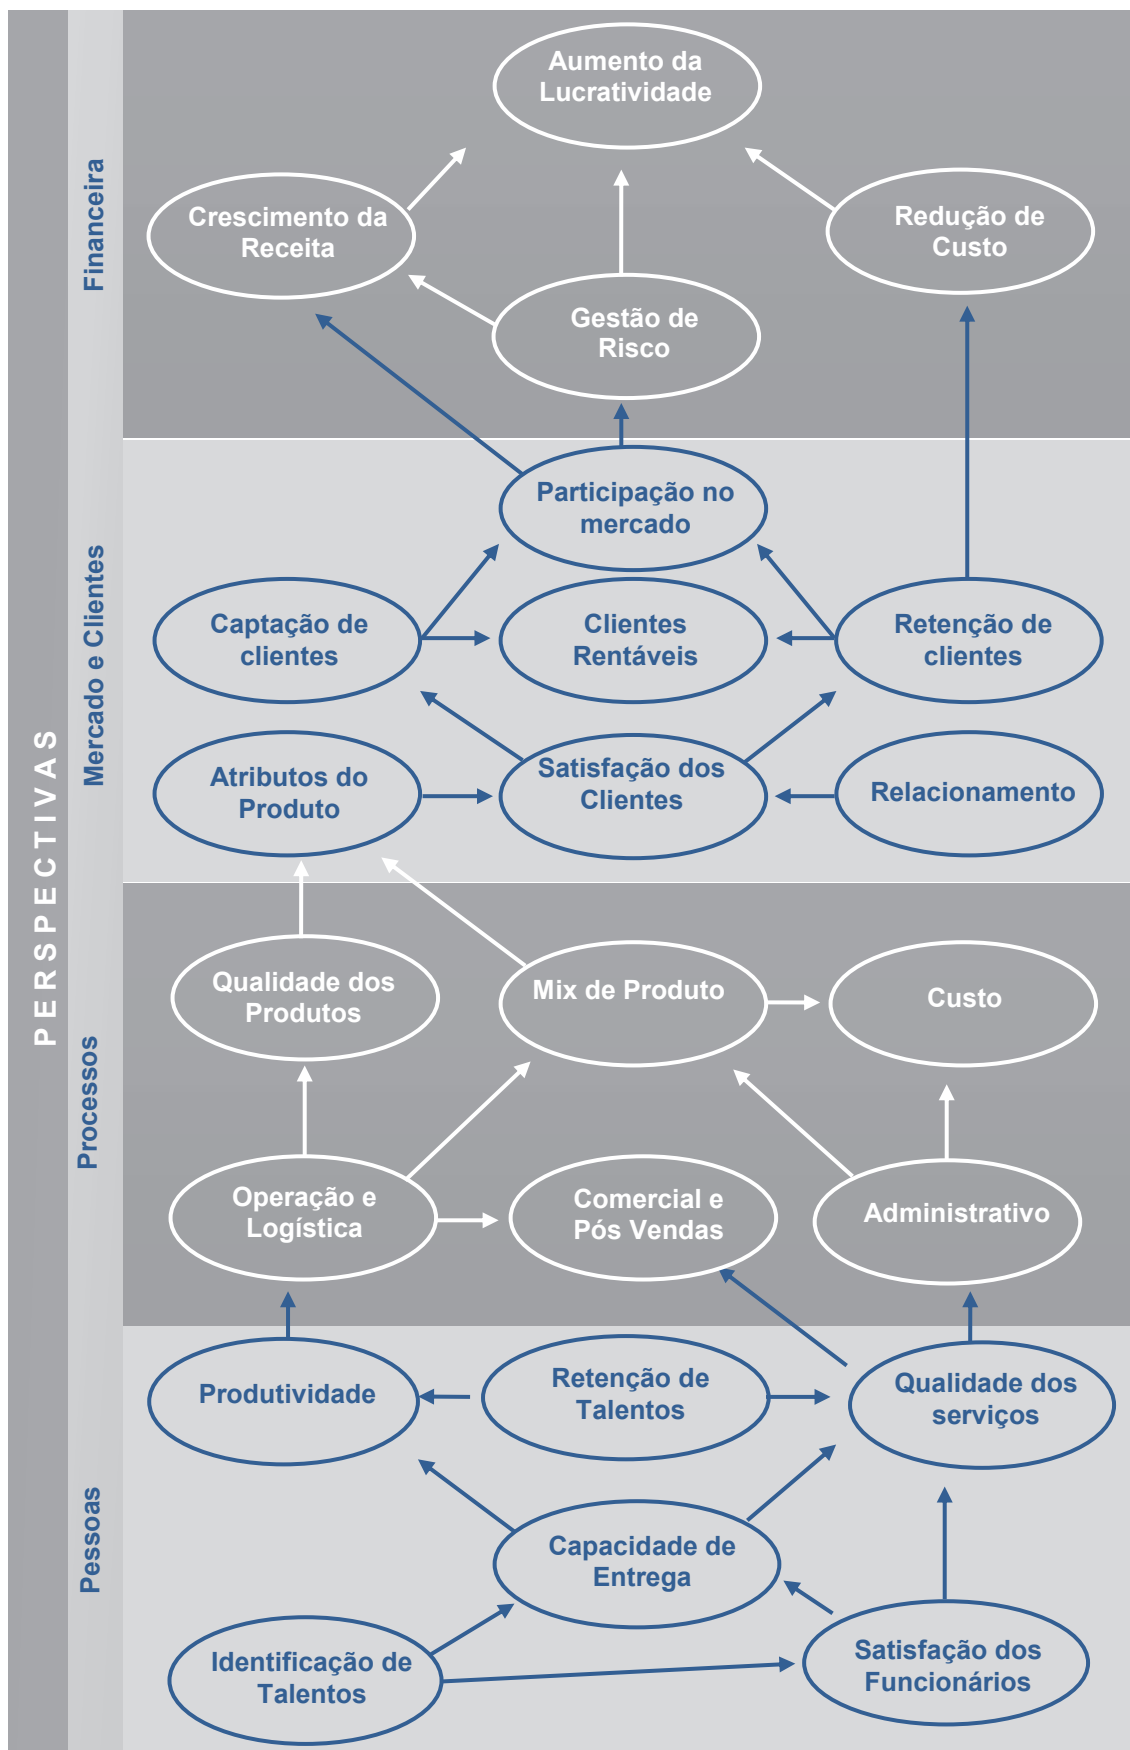 PERSPECTIVAS
Financeira
Aumento da
Lucratividade
Crescimento da
Receita
Redução de
Custo
Gestão de
Risco
Mercado e Clientes
Participação no
mercado
Captação de
clientes
Clientes
Rentáveis
Retenção de
clientes
Atributos do
Produto
Satisfação dos
Clientes
Relacionamento
Processos
Qualidade dos
Produtos
Mix de Produto
Custo
Operação e
Logística
Comercial e
Pós Vendas
Administrativo
Pessoas
Produtividade
Retenção de
Talentos
Qualidade dos
serviços
Capacidade de
Entrega
Identificação de
Talentos
Satisfação dos
Funcionários